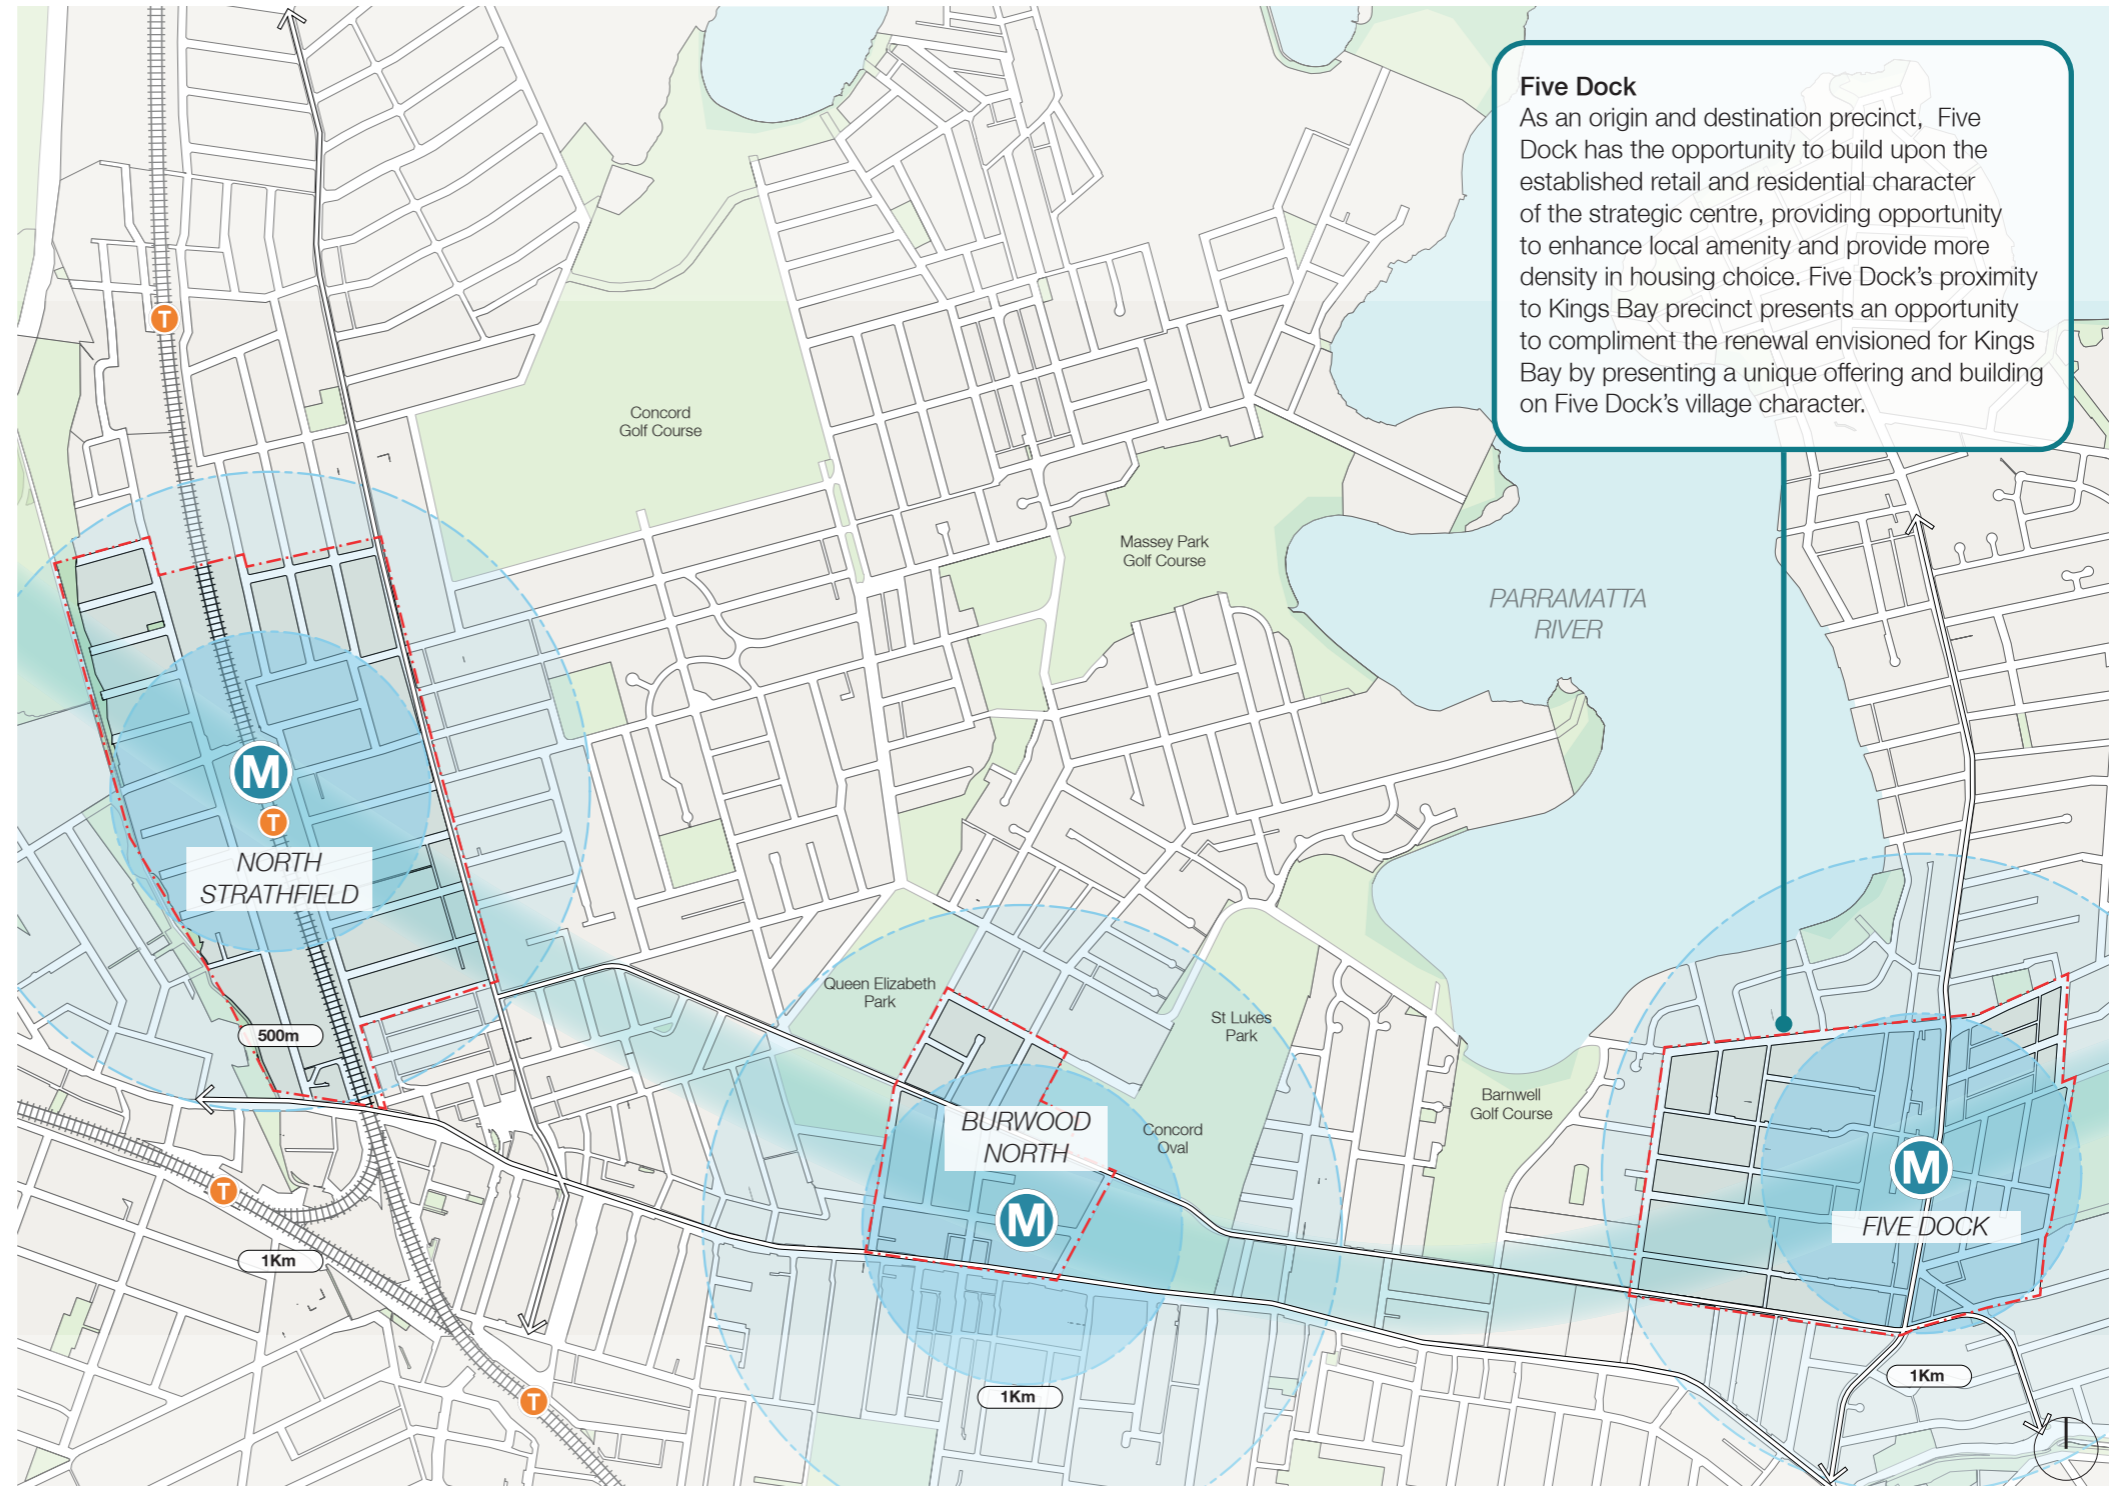 Five Dock
As an origin and destination precinct, Five
Dock has the opportunity to build upon the
established retail and residential character
of the strategic centre, providing opportunity
to enhance local amenity and provide more
density in housing choice. Five Dock's proximity
to Kings Bay precinct presents an opportunity
to compliment the renewal envisioned for Kings
Bay by presenting a unique offering and building
on Five Dock's village character.
T
Concord
Golf Course
Massey Park
Golf Course
PARRAMATTA
RIVER
M
T
NORTH
STRATHFIELD
Queen Elizabeth
Park
St Lukes
Park
500m
Barnwell
Golf Course
BURWOOD
NORTH
Concord
Oval
M
M
FIVE DOCK
T
1Km
1Km
1Km
T